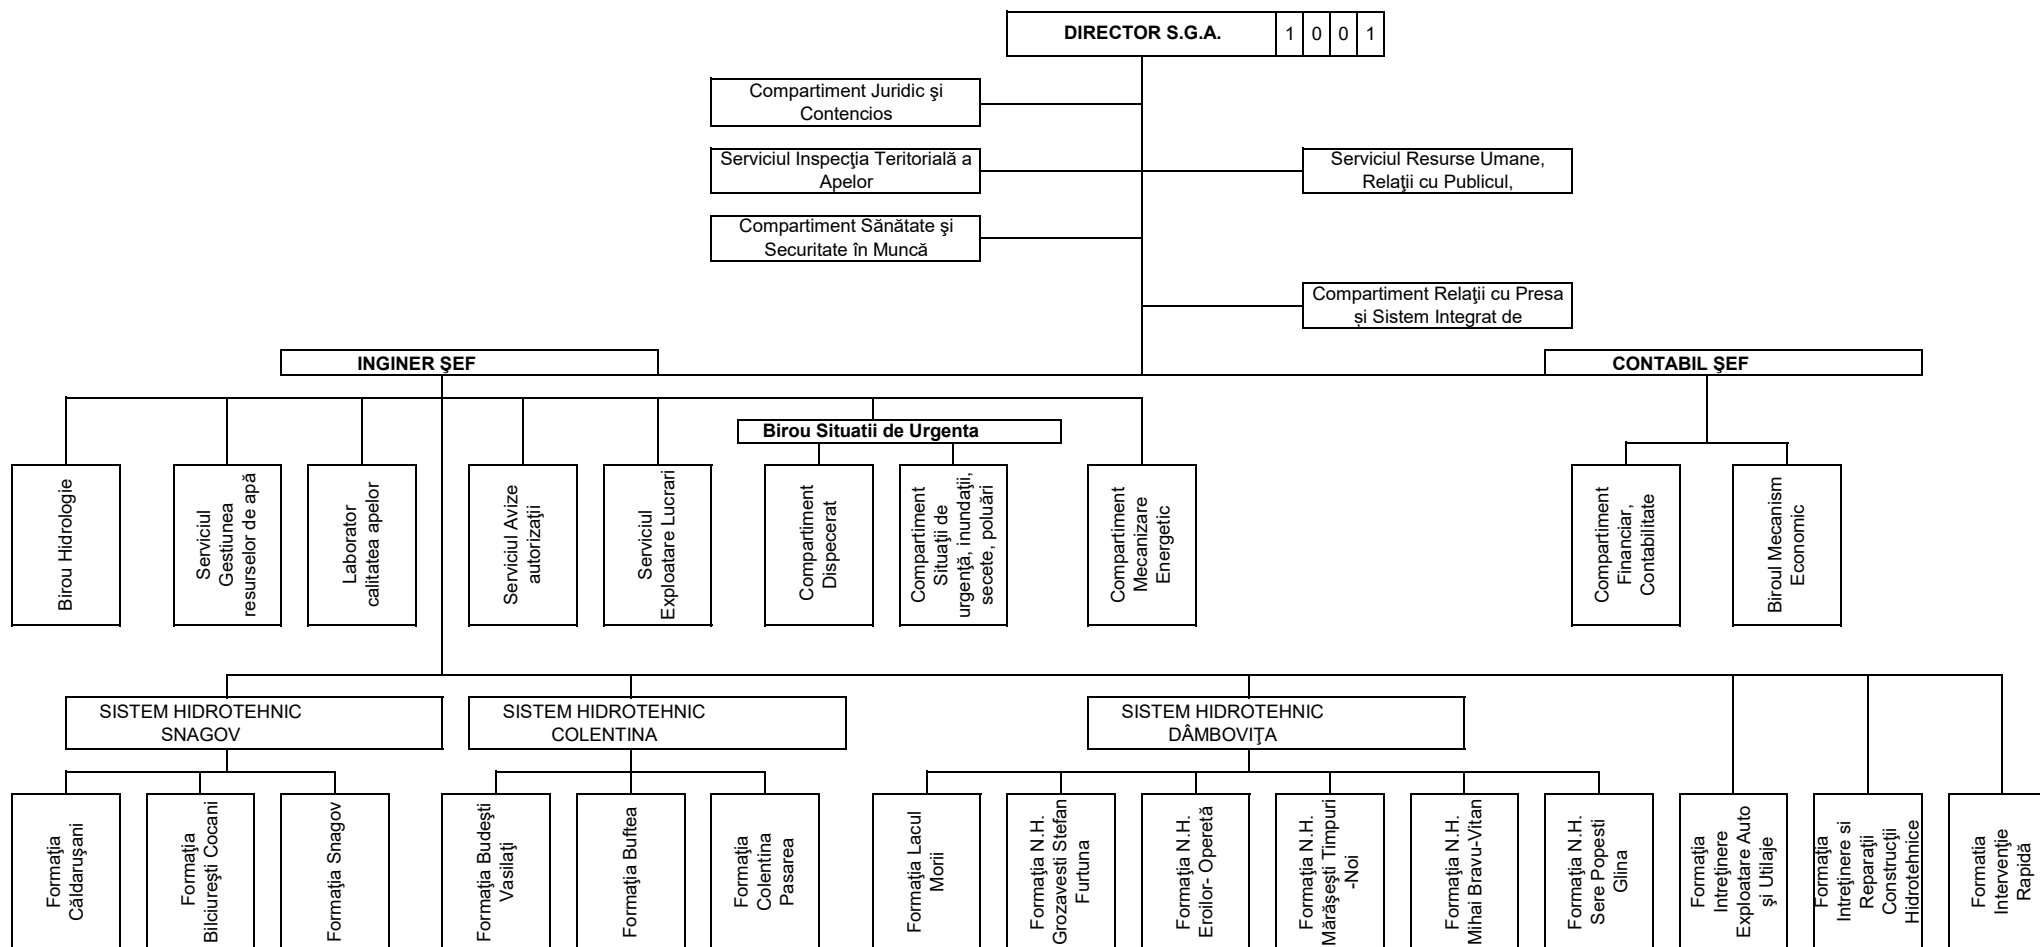 DIRECTOR S.G.A. 1 0 0 1
Compartiment Juridic şi
Contencios
Serviciul Inspecţia Teritorială a
Apelor
Serviciul Resurse Umane,
Relaţii cu Publicul,
Compartiment Sănătate şi
Securitate în Muncă
Compartiment Relaţii cu Presa
și Sistem Integrat de
INGINER ŞEF
CONTABIL ŞEF
Birou Situatii de Urgenta
Birou Hidrologie
Serviciul
Gestiunea
resurselor de apă
Laborator
calitatea apelor
Serviciul Avize
autorizaţii
Serviciul
Exploatare Lucrari
Compartiment
Dispecerat
Compartiment
Situaţii de
urgenţă, inundaţii,
secete, poluări
Compartiment
Mecanizare
Energetic
Compartiment
Financiar,
Contabilitate
Biroul Mecanism
Economic
SISTEM HIDROTEHNIC
SNAGOV
SISTEM HIDROTEHNIC
COLENTINA
SISTEM HIDROTEHNIC
DÂMBOVIŢA
Formaţia
Căldaruşani
Formaţia
Bilciureşti Cocani
Formaţia Snagov
Formaţia Budeşti
Vasilaţi
Formaţia Buftea
Formaţia
Colentina
Pasarea
Formaţia Lacul
Morii
Formaţia N.H.
Grozavesti Stefan
Furtuna
Formaţia N.H.
Eroilor- Operetă
Formaţia N.H.
Mărăşeşti Timpuri
-Noi
Formaţia N.H.
Mihai Bravu-Vitan
Formaţia N.H.
Sere Popesti
Glina
Formaţia
Intreţinere
Exploatare Auto
şi Utilaje
Formaţia
Intreţinere si
Reparaţii
Construcţii
Hidrotehnice
Formatia
Intervenţie
Rapidă